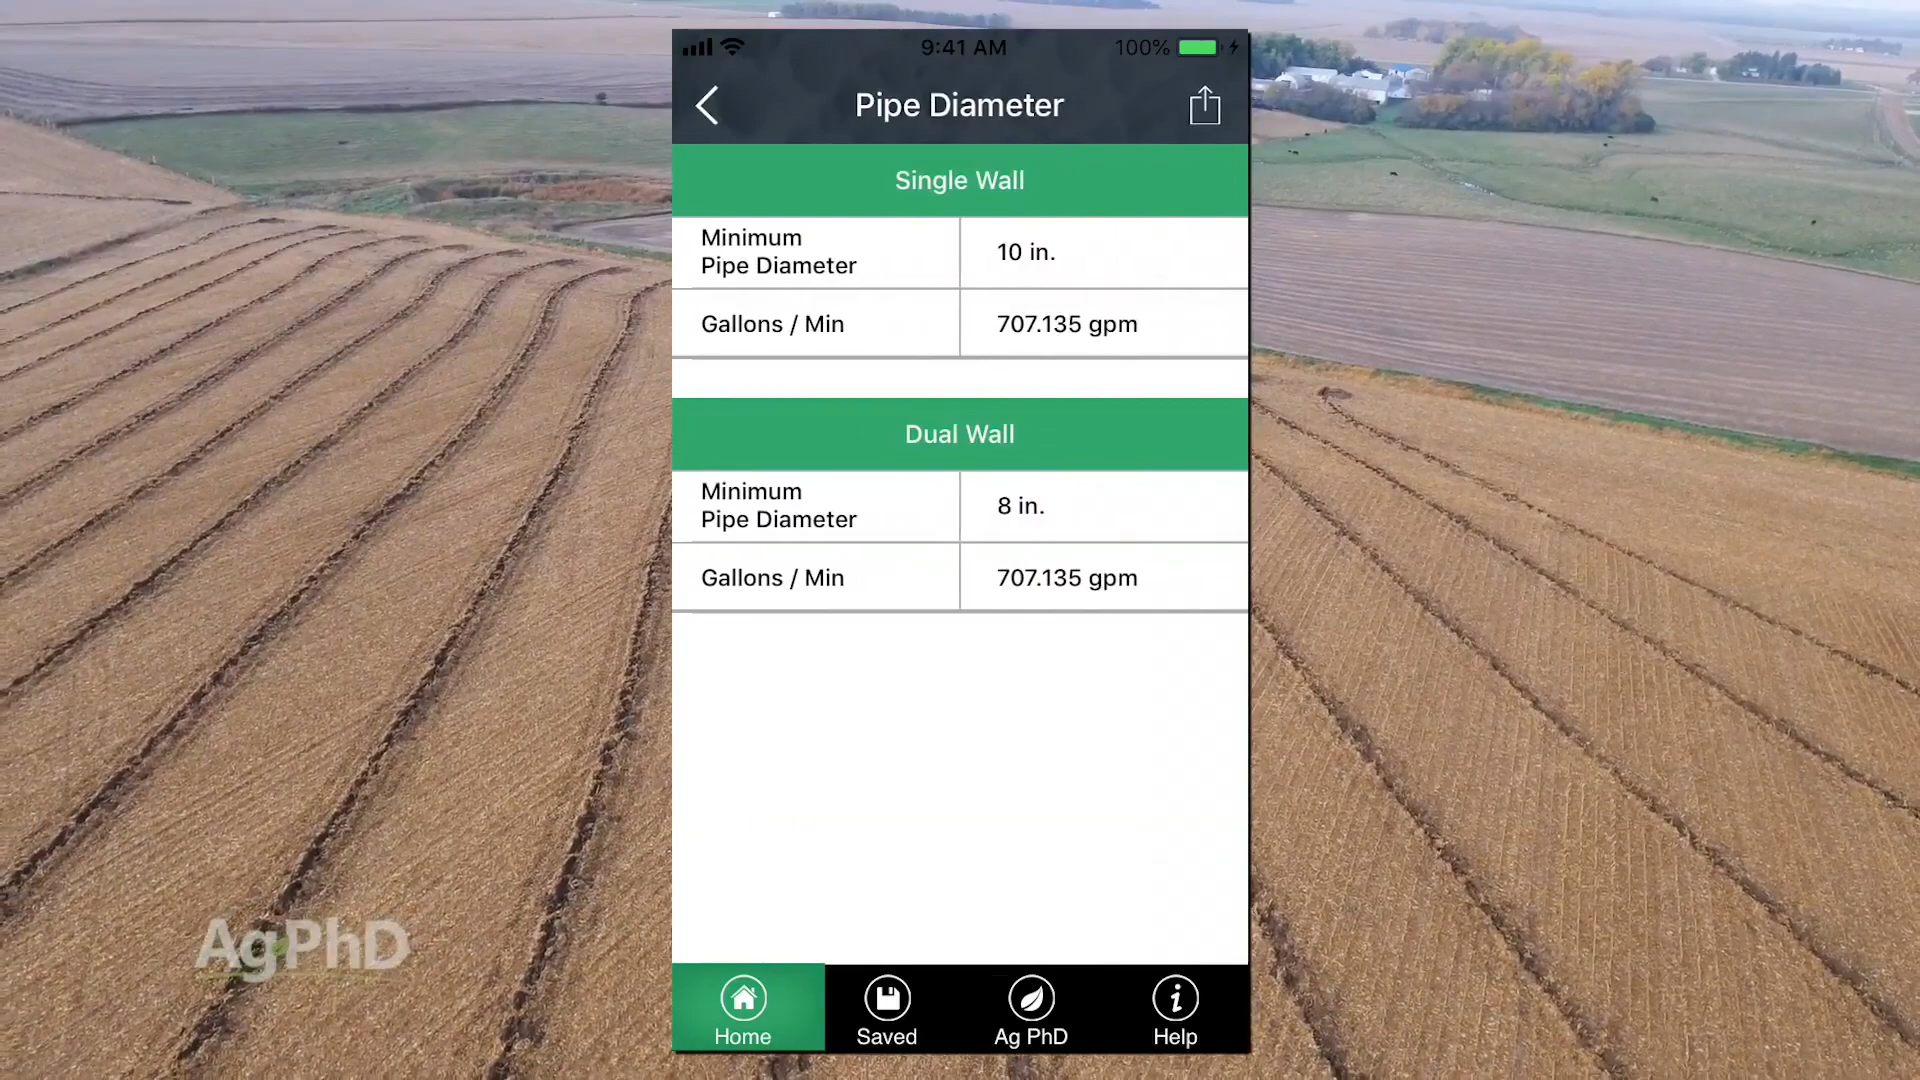 9:41 AM
100%
Pipe Diameter
Single Wall
Minimum
Pipe Diameter
10 in.
Gallons / Min
707.135 gpm
Dual Wall
Minimum
Pipe Diameter
8 in.
Gallons / Min
707.135 gpm
AgPhD
Home
Saved
Ag PhD
Help